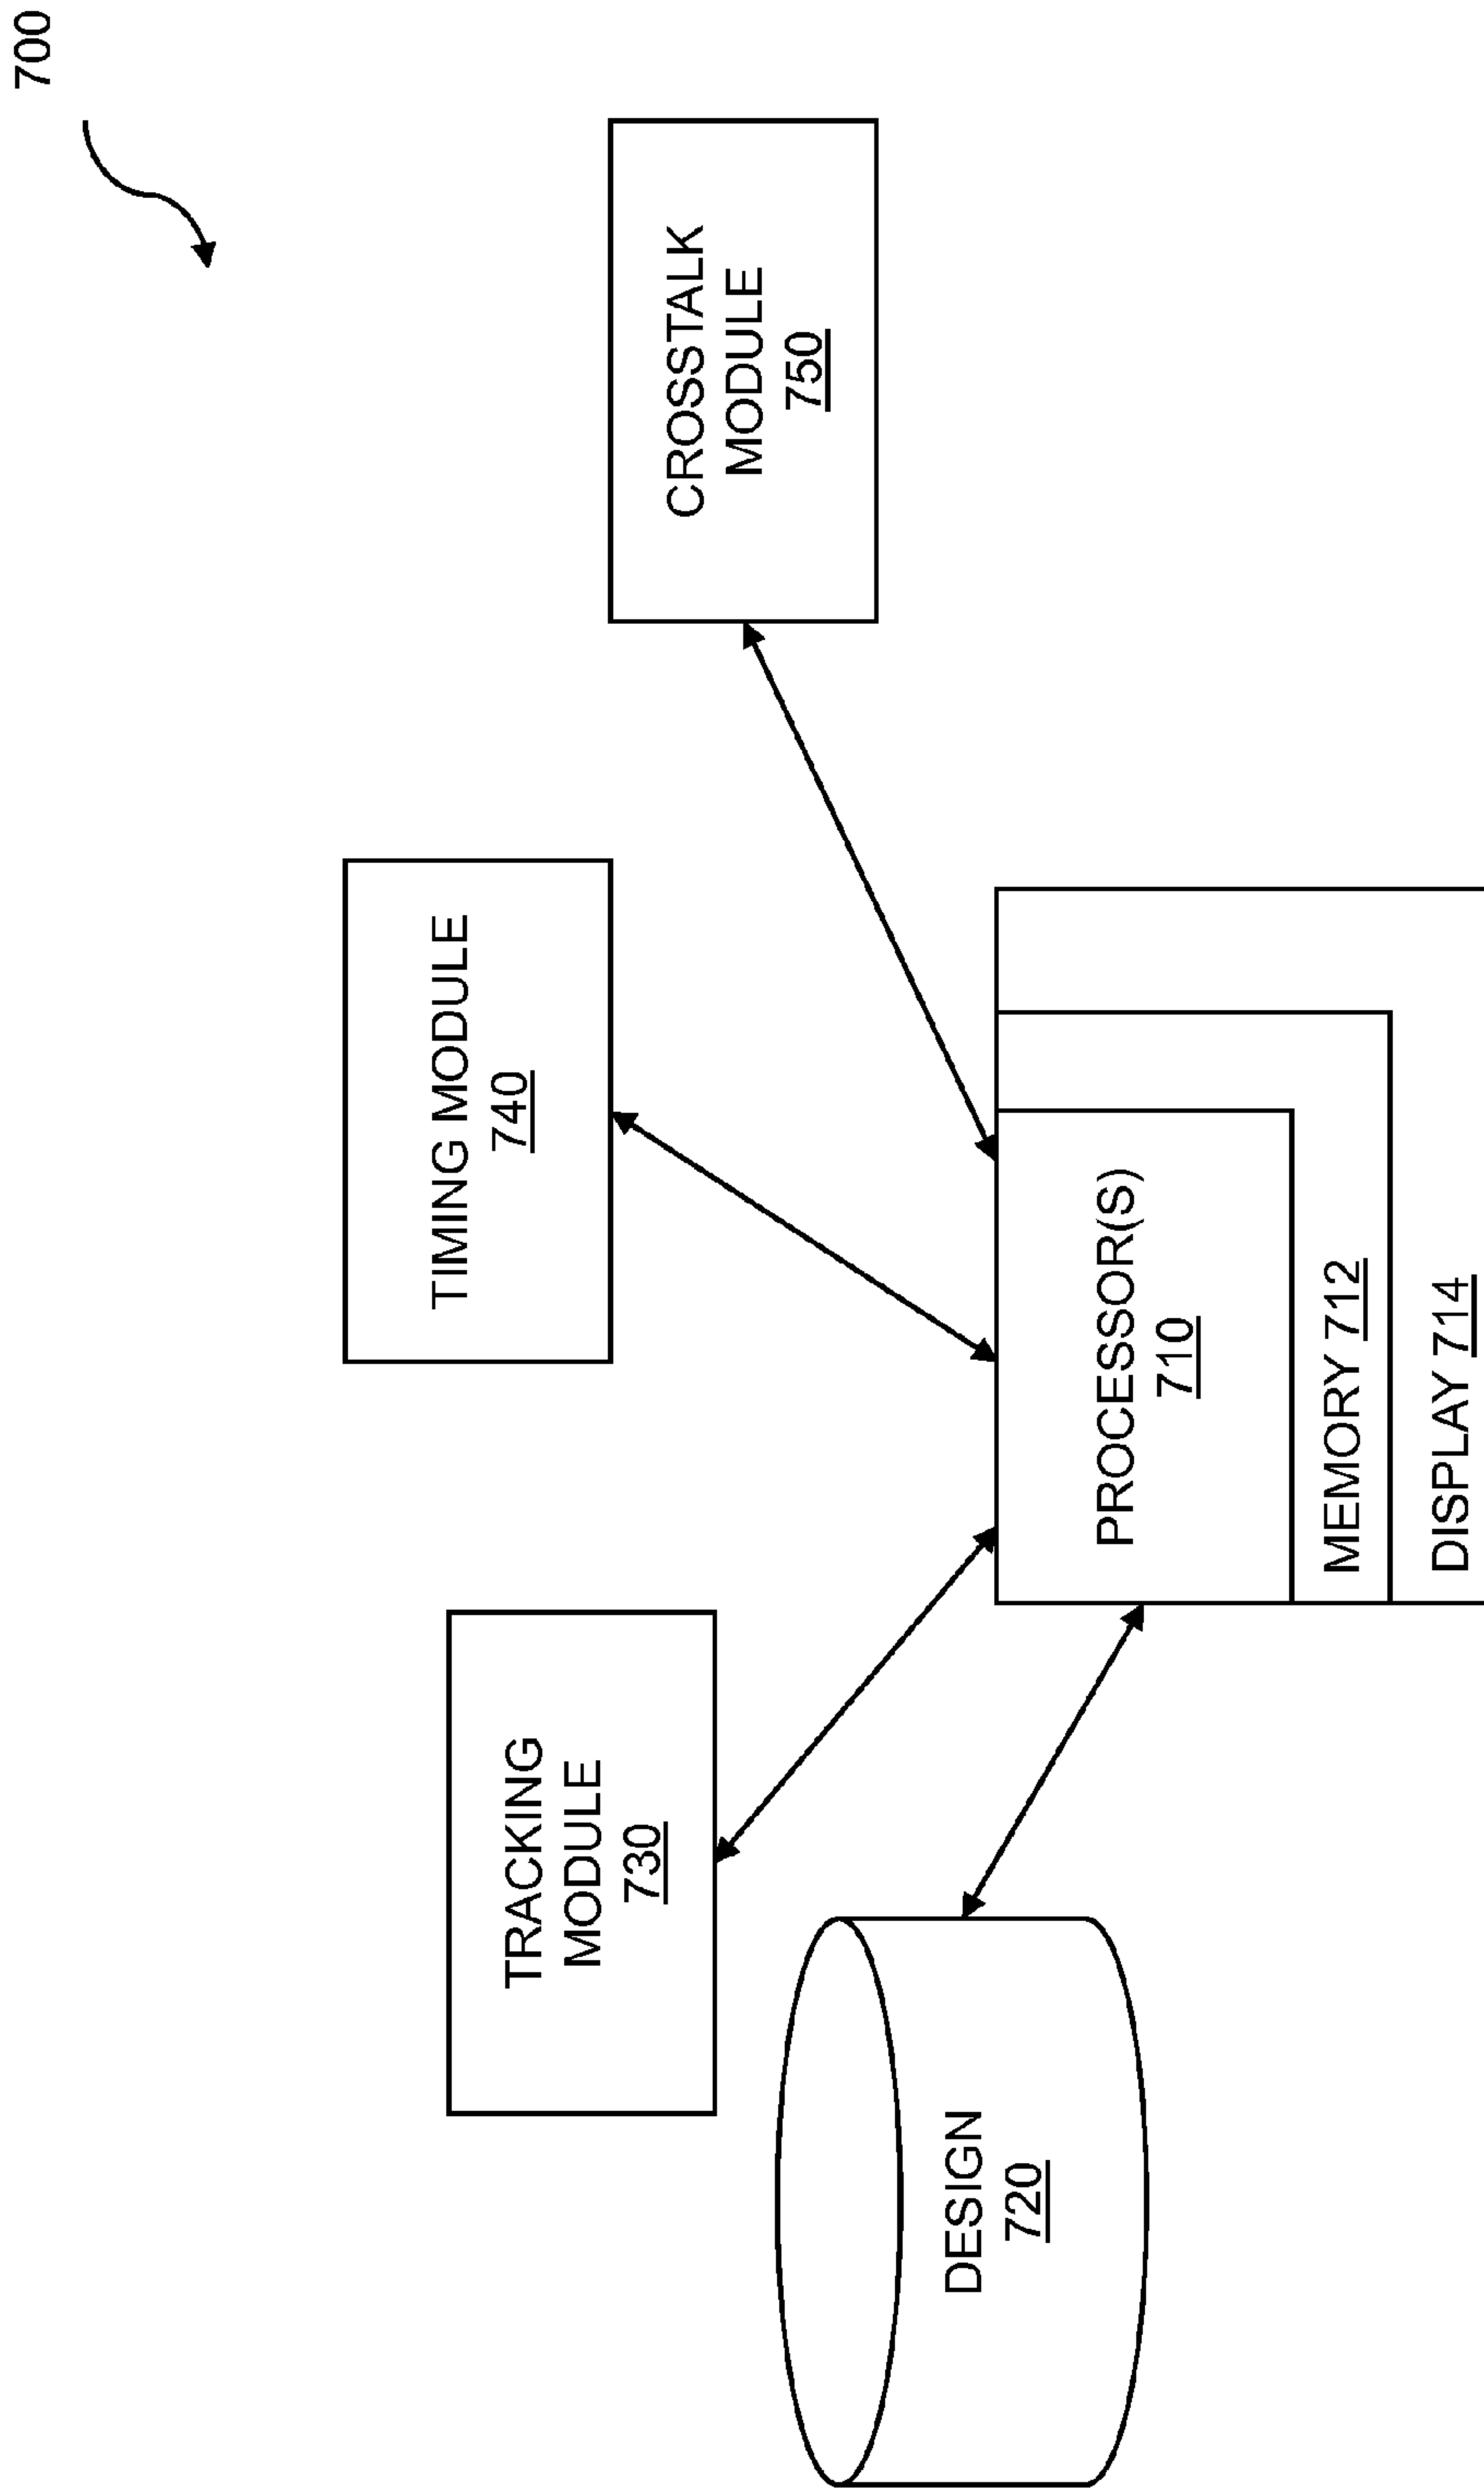 700
TIMING MODULE
740
TRACKING
MODULE
730
CROSSTALK
MODULE
750
DESIGN
720
PROCESSOR(S)
710
MEMORY 712
DISPLAY 714